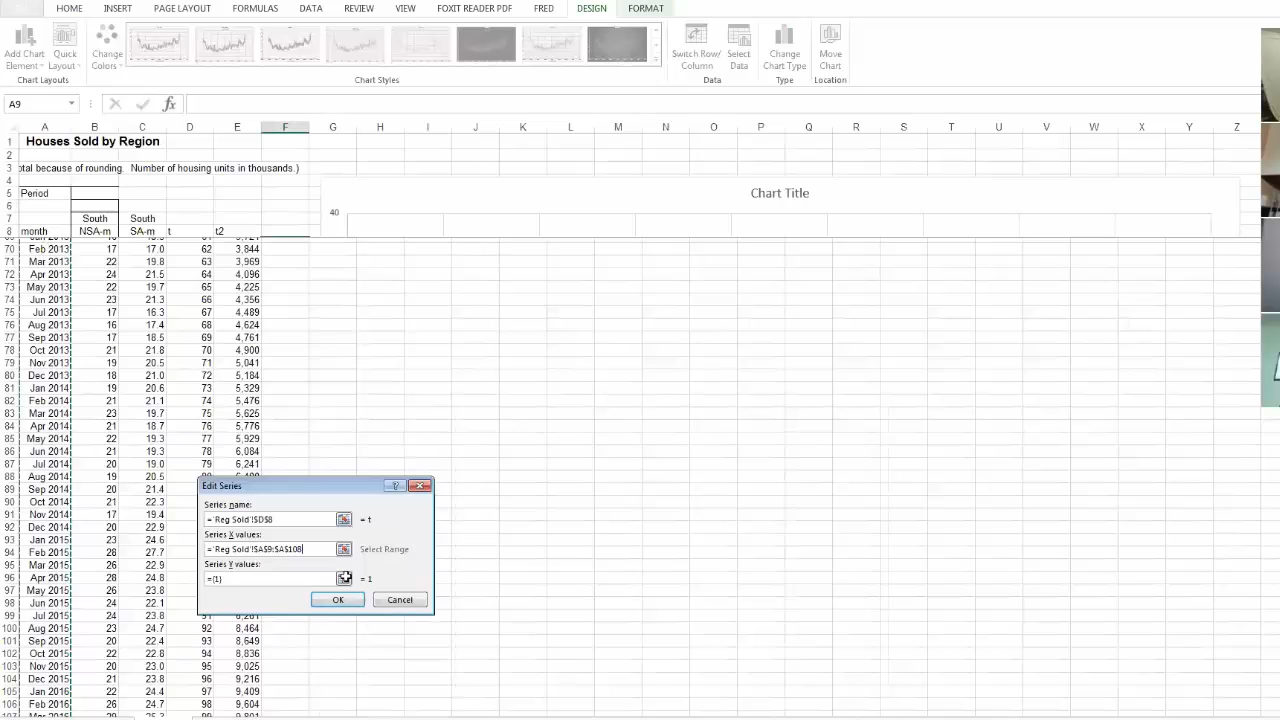 HOME INSERT PAGE LAYOUT FORMULAS DATA REVIEW VIEW FOXIT READER PDF FRED DESIGN FORMAT
Add Chart Element Quick Layout Change Colors Switch Row/ Column Select Data Change Chart Type Move Chart
Chart Layouts Chart Styles Data Type Location
A9 fx
A B C D E F G H I J K L M N O P Q R S T U V W X Y Z
1 Houses Sold by Region
2
3 otal because of rounding. Number of housing units in thousands.)
4
5 Period
6
7 South South
8 month NSA-m SA-m t t2
Chart Title
40
70 Feb 2013 17 17.0 62 3,844
71 Mar 2013 22 19.8 63 3,969
72 Apr 2013 24 21.5 64 4,096
73 May 2013 22 19.7 65 4,225
74 Jun 2013 23 21.3 66 4,356
75 Jul 2013 17 16.3 67 4,489
76 Aug 2013 16 17.4 68 4,624
77 Sep 2013 17 18.5 69 4,761
78 Oct 2013 21 21.8 70 4,900
79 Nov 2013 19 20.5 71 5,041
80 Dec 2013 18 21.0 72 5,184
81 Jan 2014 19 20.6 73 5,329
82 Feb 2014 21 21.1 74 5,476
83 Mar 2014 23 19.7 75 5,625
84 Apr 2014 21 18.7 76 5,776
85 May 2014 22 19.3 77 5,929
86 Jun 2014 21 19.3 78 6,084
87 Jul 2014 20 19.0 79 6,241
88 Aug 2014 20 20.5
89 Sep 2014 20 21.4
90 Oct 2014 21 22.3
91 Nov 2014 17 19.4
92 Dec 2014 20 22.9
93 Jan 2015 23 24.6
94 Feb 2015 28 27.7
95 Mar 2015 26 22.9
96 Apr 2015 28 24.8
97 May 2015 26 23.8
98 Jun 2015 24 22.1
99 Jul 2015 24 23.8
100 Aug 2015 23 24.7 92 8,464
101 Sep 2015 20 22.4 93 8,649
102 Oct 2015 20 22.8 94 8,836
103 Nov 2015 20 23.0 95 9,025
104 Dec 2015 21 23.8 96 9,216
105 Jan 2016 22 24.4 97 9,409
106 Feb 2016 26 24.7 98 9,604
Edit Series
Series name:
='Reg Sold'!$D$8 = t
Series X values:
='Reg Sold'!$A$9:$A$108 Select Range
Series Y values:
={1} = 1
OK Cancel